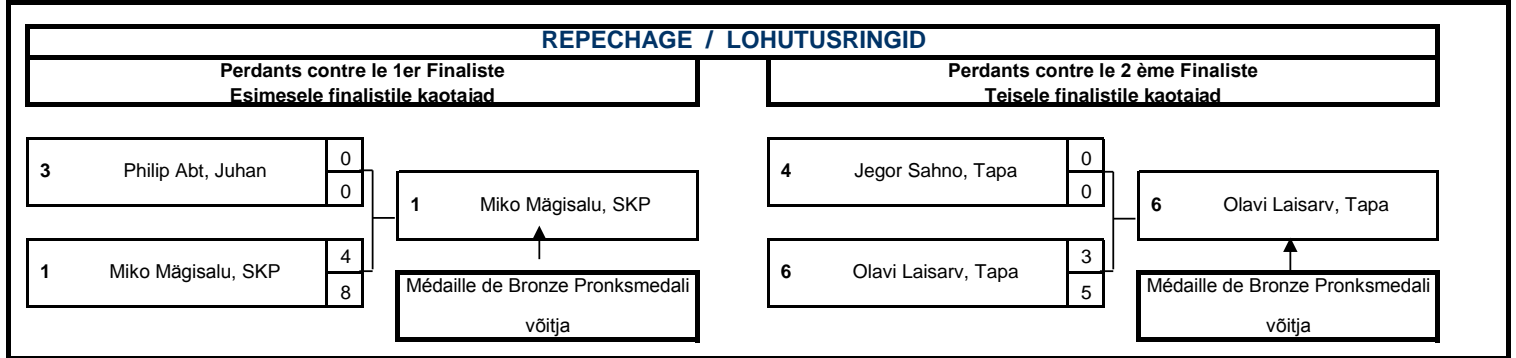 REPECHAGE / LOHUTUSRINGID
Perdants contre le 1er Finaliste
Esimesele finalistile kaotajad
Perdants contre le 2 ème Finaliste
Teisele finalistile kaotajad
3 Philip Abt, Juhan 0
0
1 Miko Mägisalu, SKP
1 Miko Mägisalu, SKP 4
8
Médaille de Bronze Pronksmedali
võitja
4 Jegor Sahno, Tapa 0
0
6 Olavi Laisarv, Tapa
6 Olavi Laisarv, Tapa 3
5
Médaille de Bronze Pronksmedali
võitja